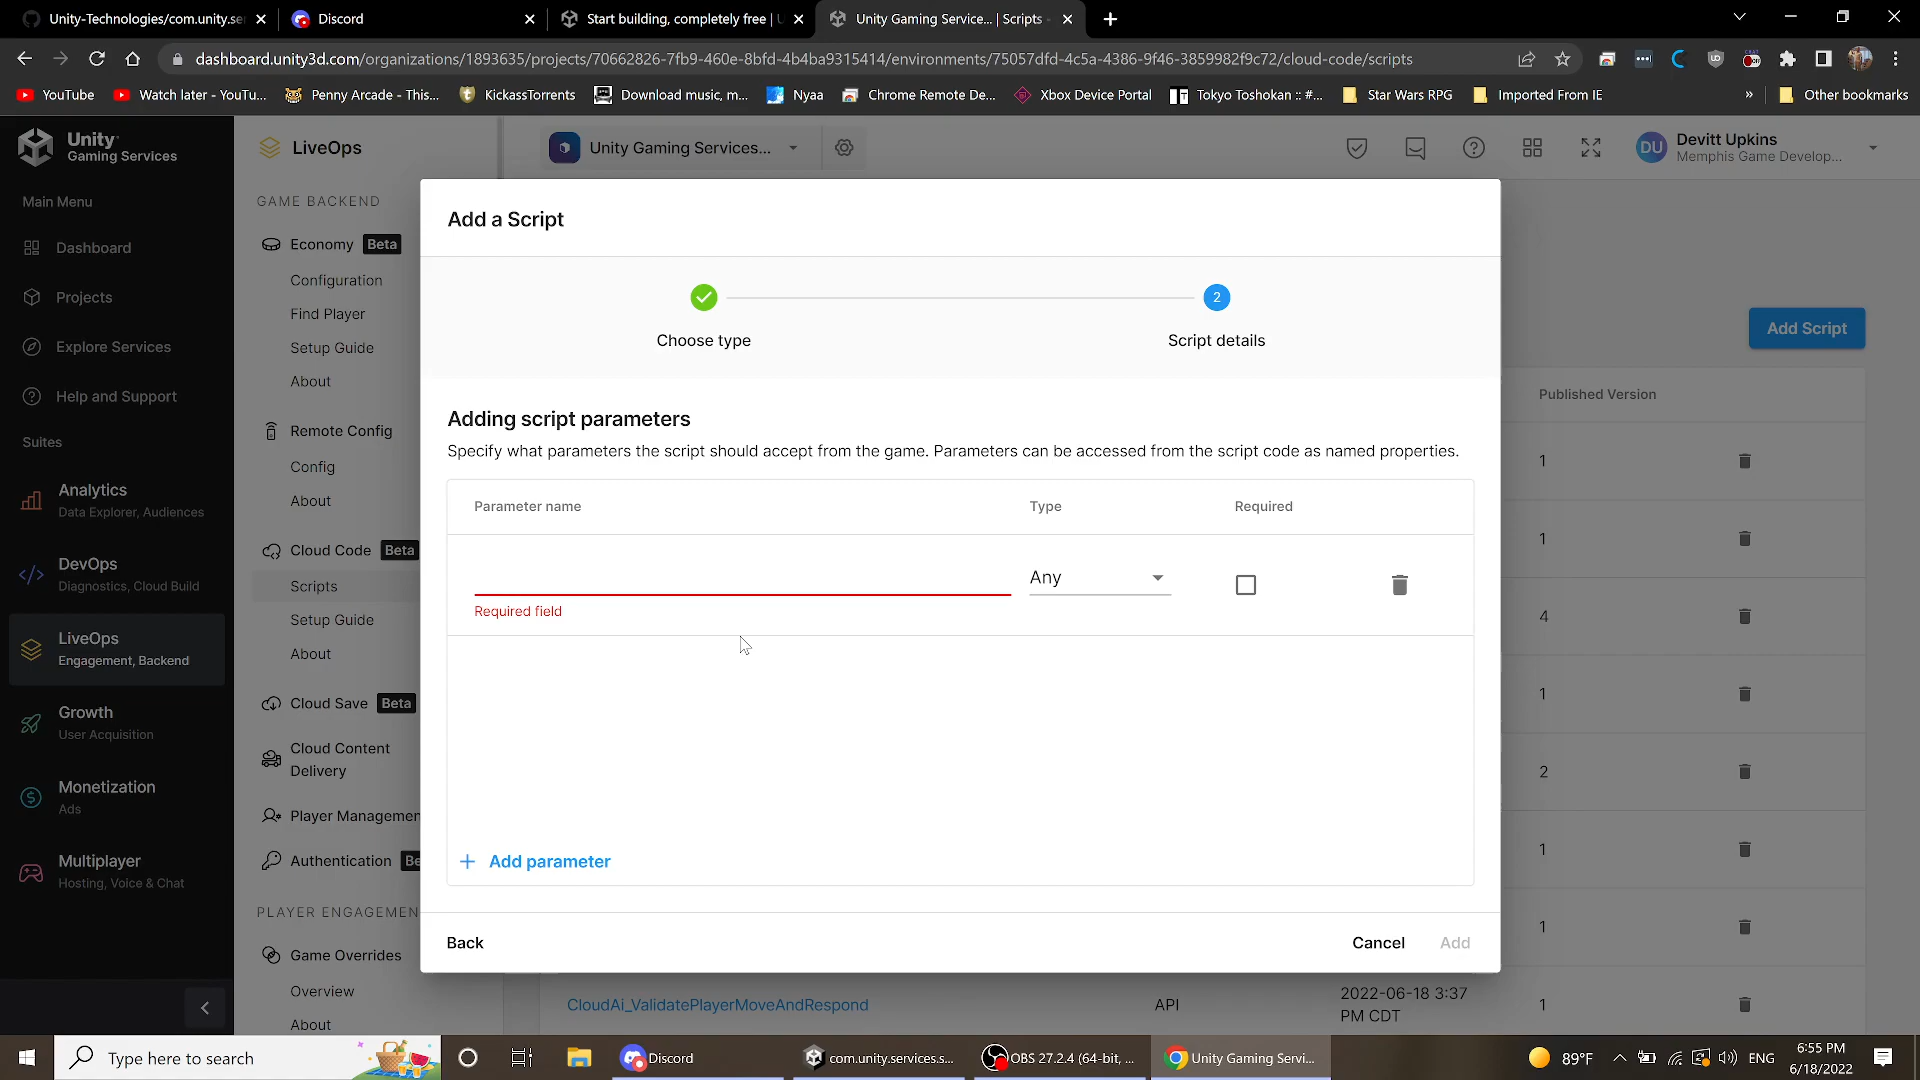 Unity-Technologies/com.unity.se
Discord
Start building, completely free |
Unity Gaming Service... | Scripts -
dashboard.unity3d.com/organizations/1893635/projects/70662826-7fb9-460e-8bfd-4b4ba9315414/environments/75057dfd-4c5a-4386-9f46-3859982f9c72/cloud-code/scripts
YouTube
Watch later - YouTu...
Penny Arcade - This...
KickassTorrents
Download music, m...
Nyaa
Chrome Remote De...
Xbox Device Portal
Tokyo Toshokan :: #...
Star Wars RPG
Imported From IE
»
Other bookmarks
Unity
Gaming Services
LiveOps
Unity Gaming Services...
DU
Devitt Upkins
Memphis Game Develop...
Main Menu
Dashboard
Projects
Explore Services
Help and Support
Suites
Analytics
Data Explorer, Audiences
DevOps
Diagnostics, Cloud Build
LiveOps
Engagement, Backend
Growth
User Acquisition
Monetization
Ads
Multiplayer
Hosting, Voice & Chat
GAME BACKEND
Economy Beta
Configuration
Find Player
Setup Guide
About
Remote Config
Config
About
Cloud Code Beta
Scripts
Setup Guide
About
Cloud Save Beta
Cloud Content
Delivery
Player Managemen
Authentication Be
PLAYER ENGAGEMEN
Game Overrides
Overview
About
Add a Script
2
Choose type
Script details
Adding script parameters
Specify what parameters the script should accept from the game. Parameters can be accessed from the script code as named properties.
Parameter name
Type
Required
Any
Required field
+ Add parameter
Back
Cancel
Add
Add Script
Published Version
1
1
4
1
2
1
1
CloudAi_ValidatePlayerMoveAndRespond
API
2022-06-18 3:37
PM CDT
1
Type here to search
Discord
com.unity.services.s...
OBS 27.2.4 (64-bit, ...
Unity Gaming Servi...
89°F
ENG
6:55 PM
6/18/2022